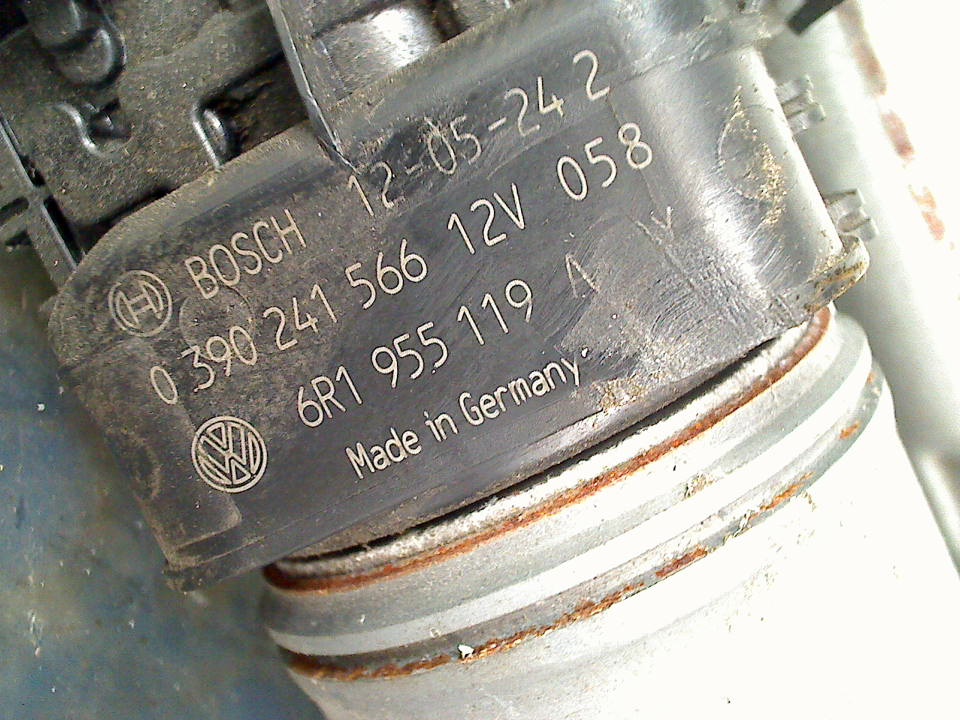 BOSCH 12-05-24 2
0 390 241 566 12V 058
6R1 955 119 A
Made in Germany